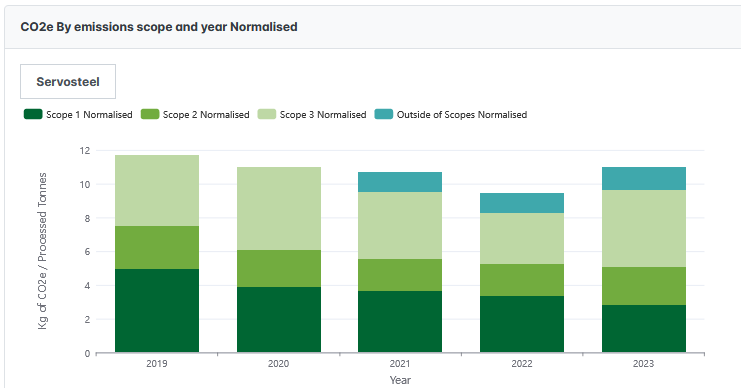 CO2e By emissions scope and year Normalised
Servosteel
Scope 1 Normalised Scope 2 Normalised Scope 3 Normalised Outside of Scopes Normalised
Kg of CO2e / Processed Tonnes
12
10
8
6
4
2
0
2019 2020 2021 2022 2023
Year